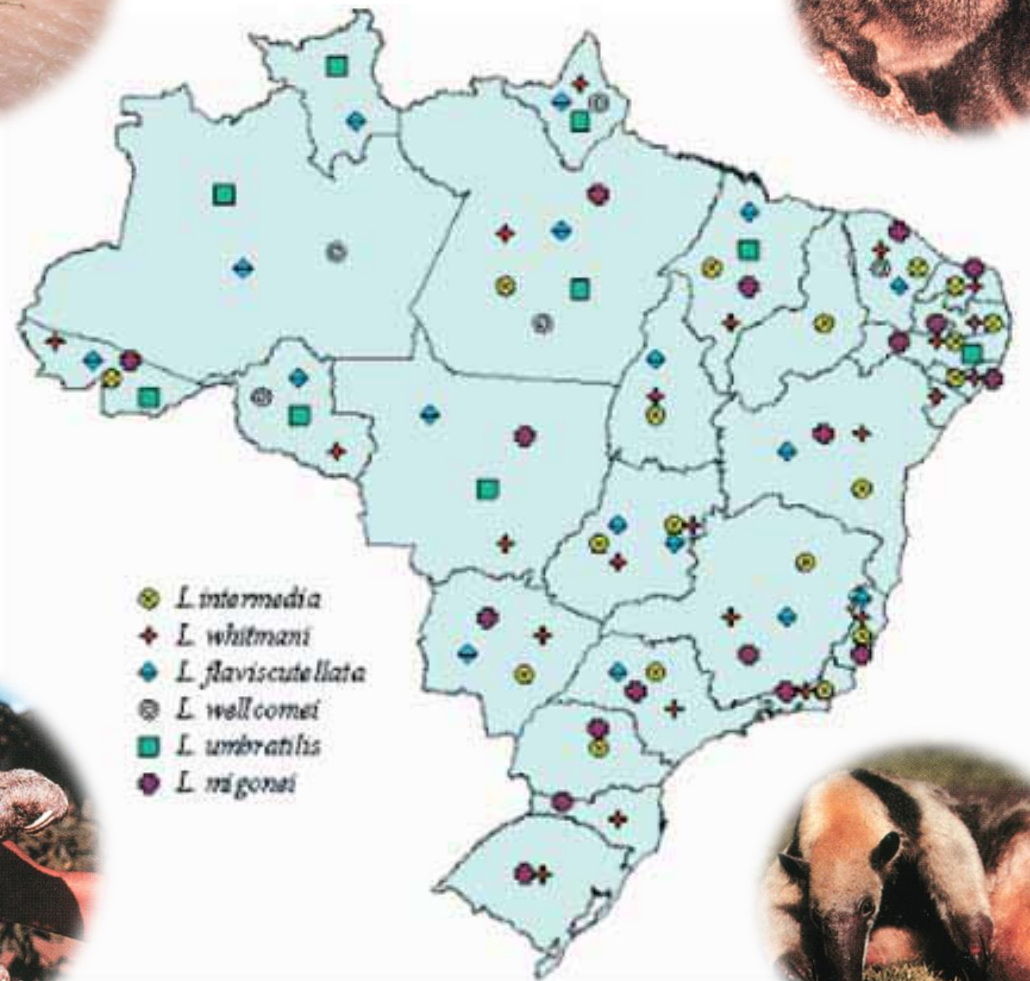 L. intermedia
L. whitmani
L. flaviscutellata
L. wellcomei
L. umbratilis
L. migonei